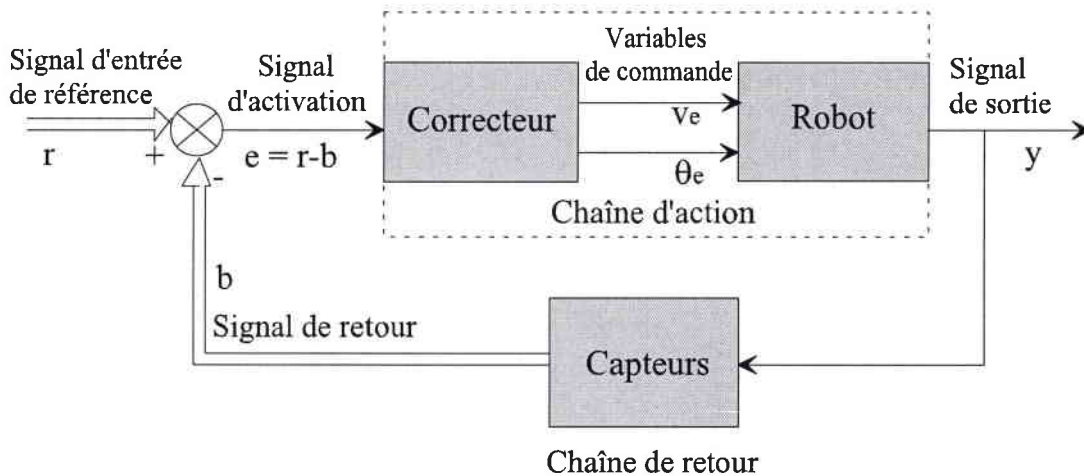 Signal d'entrée
de référence
r
+
-
Signal
d'activation
e = r-b
Correcteur
Variables
de commande
ve
θe
Robot
Chaîne d'action
Signal
de sortie
y
b
Signal de retour
Capteurs
Chaîne de retour